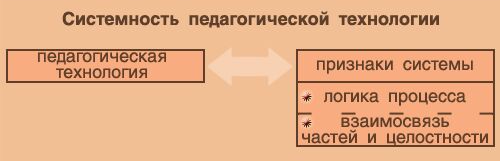 Системность педагогической технологии
педагогическая
технология
признаки системы
логика процесса
взаимосвязь
частей и целостности